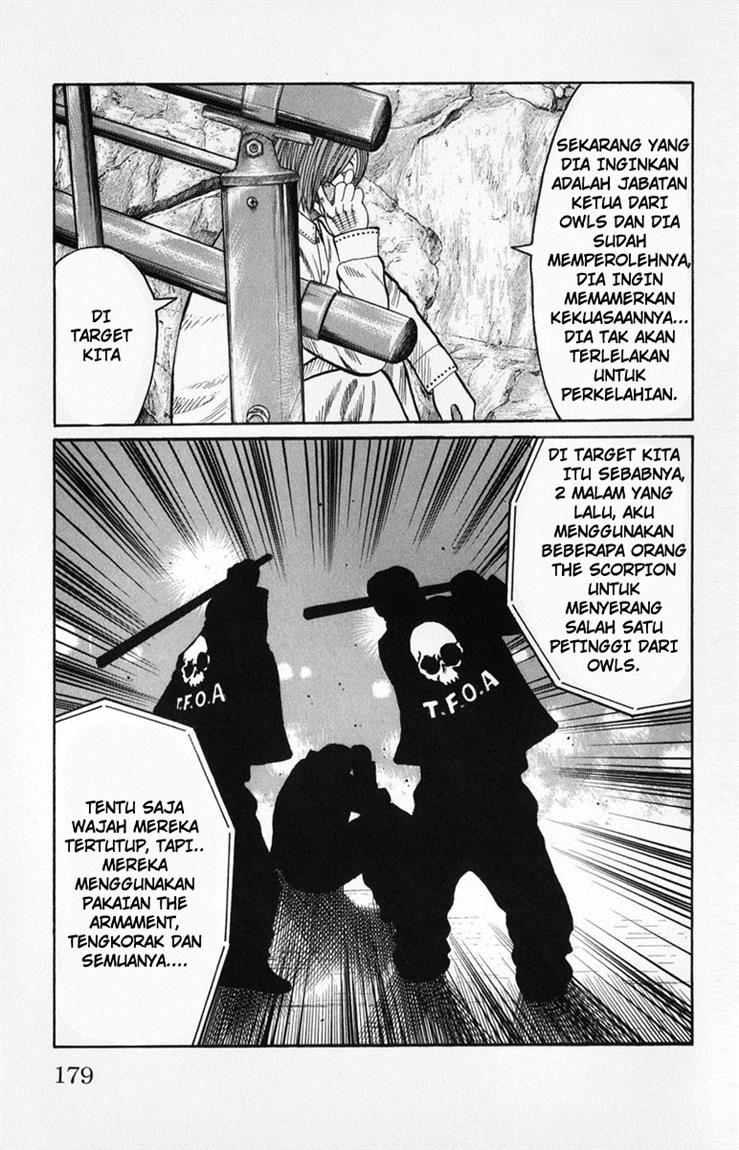 SEKARANG YANG
DIA INGINKAN
ADALAH JABATAN
KETUA DARI
OWLS DAN DIA
SUDAH
MEMPEROLEHNYA,
DIA INGIN
MEMAMERKAN
KEKUASAANNYA...
DIA TAK AKAN
TERLELAKAN
UNTUK
PERKELAHIAN.
DI
TARGET
KITA
DI TARGET KITA
ITU SEBABNYA,
2 MALAM YANG
LALU, AKU
MENGGUNAKAN
BEBERAPA ORANG
THE SCORPION
UNTUK
MENYERANG
SALAH SATU
PETINGGI DARI
OWLS.
T.F.O.A
T.F.O.A
TENTU SAJA
WAJAH MEREKA
TERTUTUP, TAPI..
MEREKA
MENGGUNAKAN
PAKAIAN THE
ARMAMENT,
TENGKORAK DAN
SEMUANYA....
179